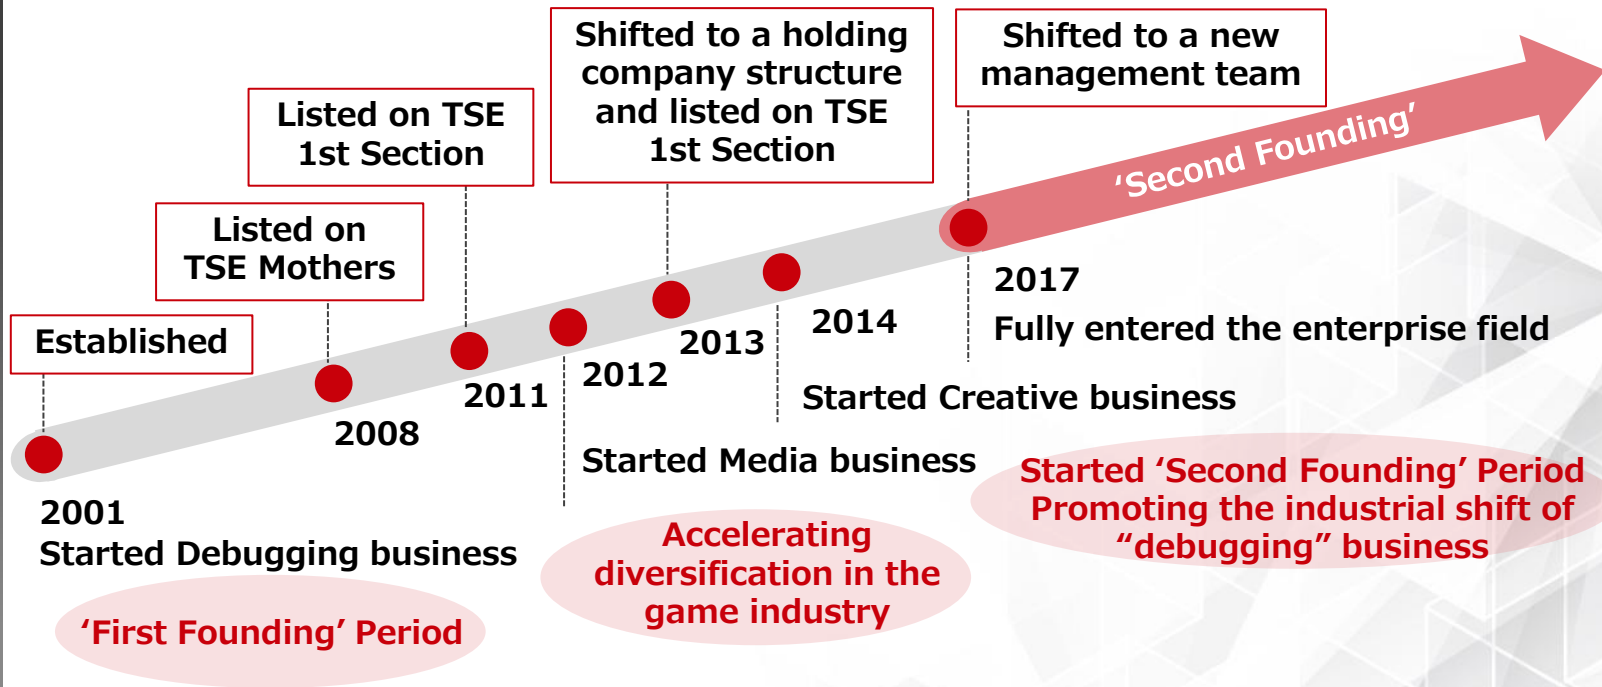 Established
2001
Started Debugging business
‘First Founding’ Period
Listed on
TSE Mothers
2008
Listed on TSE
1st Section
2011
2012
Started Media business
Accelerating
diversification in the
game industry
Shifted to a holding
company structure
and listed on TSE
1st Section
2013
2014
Started Creative business
Shifted to a new
management team
‘Second Founding’
2017
Fully entered the enterprise field
Started ‘Second Founding’ Period
Promoting the industrial shift of
“debugging” business